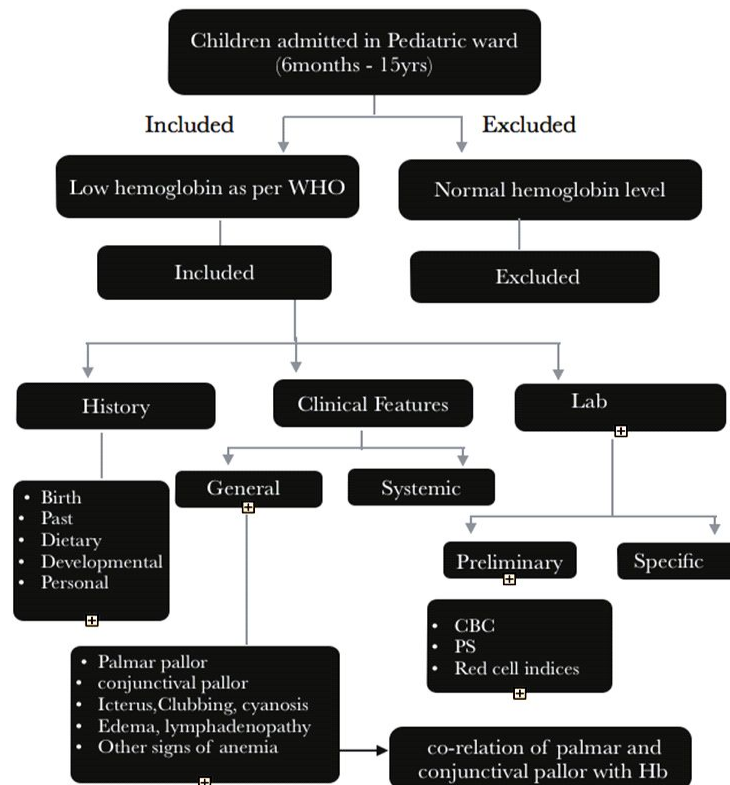 Children admitted in Pediatric ward
(6months - 15yrs)
Included
Excluded
Low hemoglobin as per WHO
Normal hemoglobin level
Included
Excluded
History
Clinical Features
Lab
General
Systemic
• Birth
• Past
• Dietary
• Developmental
• Personal
Preliminary
Specific
• CBC
• PS
• Red cell indices
• Palmar pallor
• conjunctival pallor
• Icterus,Clubbing, cyanosis
• Edema, lymphadenopathy
• Other signs of anemia
co-relation of palmar and
conjunctival pallor with Hb